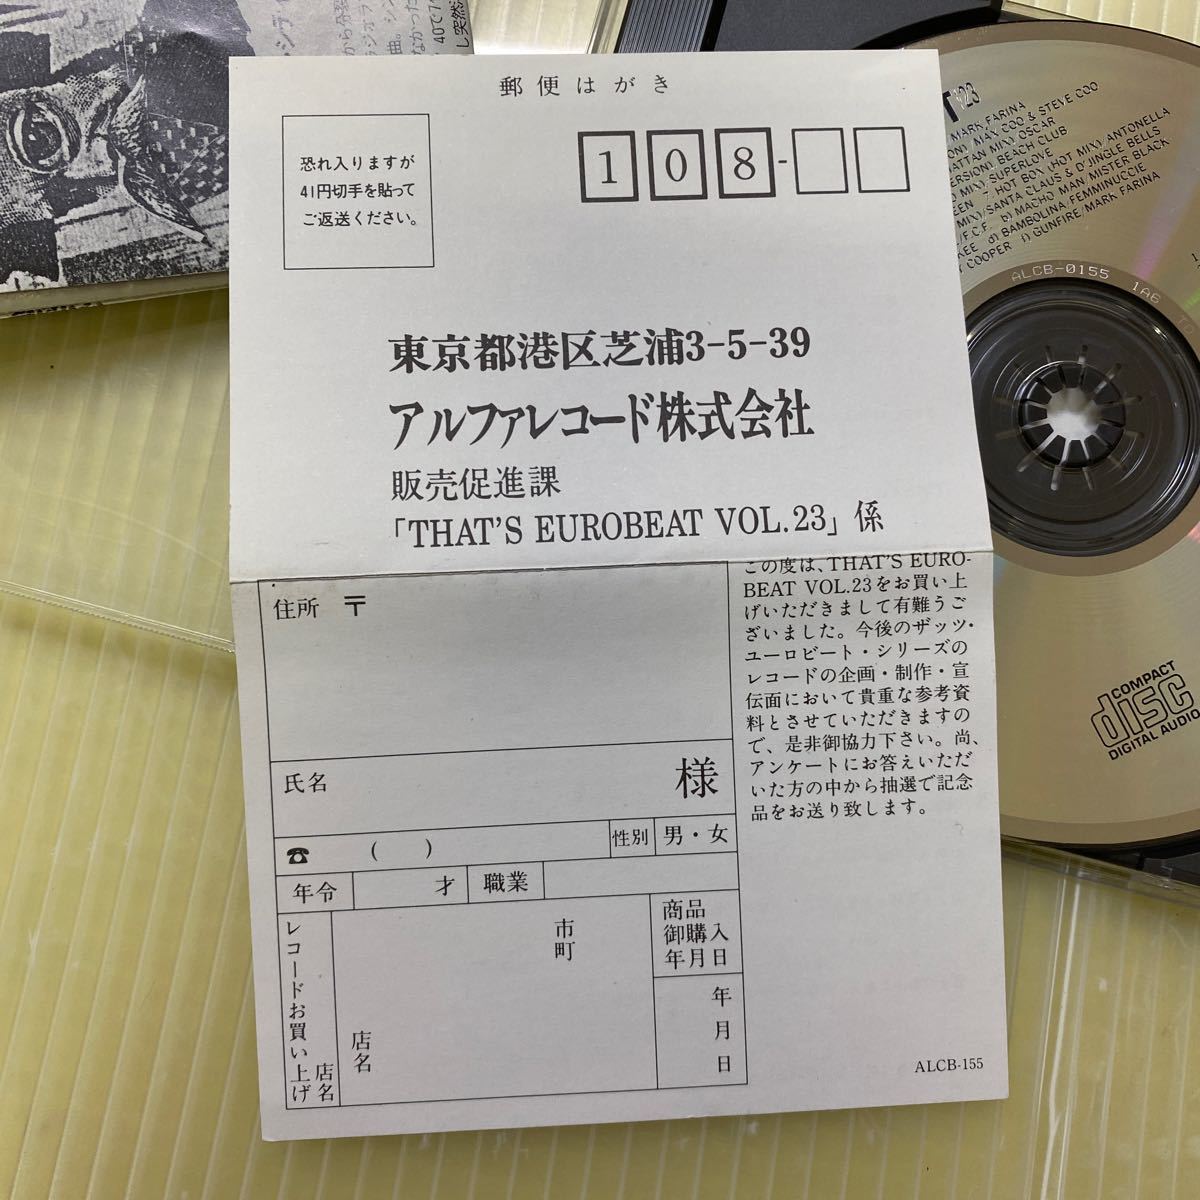 郵便はがき
恐れ入りますが
41円切手を貼って
ご返送ください。
108-
東京都港区芝浦3-5-39
アルファレコード株式会社
販売促進課
「THAT'S EUROBEAT VOL.23」係
住所 〒
氏名 様
☎ ( ) 性別 男・女
年令 才 職業
レコードお買い上げ店名
市
町
店名
商品
御購入
年月日
年
月
日
この度は、THAT'S EURO-
BEAT VOL.23をお買い上
げいただきまして有難うご
ざいました。今後のザッツ・
ユーロビート・シリーズの
レコードの企画・制作・宣
伝面において貴重な参考資
料とさせていただきますの
で、是非御協力下さい。尚、
アンケートにお答えいただ
いた方の中から抽選で記念
品をお送り致します。
ALCB-155
MARK FARINA
MAX COO & STEVE COO
MIX) OSCAR
BEACH CLUB
MIX) SUPERLOVE
HOT BOX (HOT MIX) ANTONELLA
MIX)/SANTA CLAUS & D'JINGLE BELLS
/F.C.F. b) MACHO MAN, MISTER BLACK
KEE d) BAMBOLINA, FEMMINUCCIE
COOPER f) GUNFIRE/MARK FARINA
ALCB-0155 1A6
COMPACT
disc
DIGITAL AUDIO